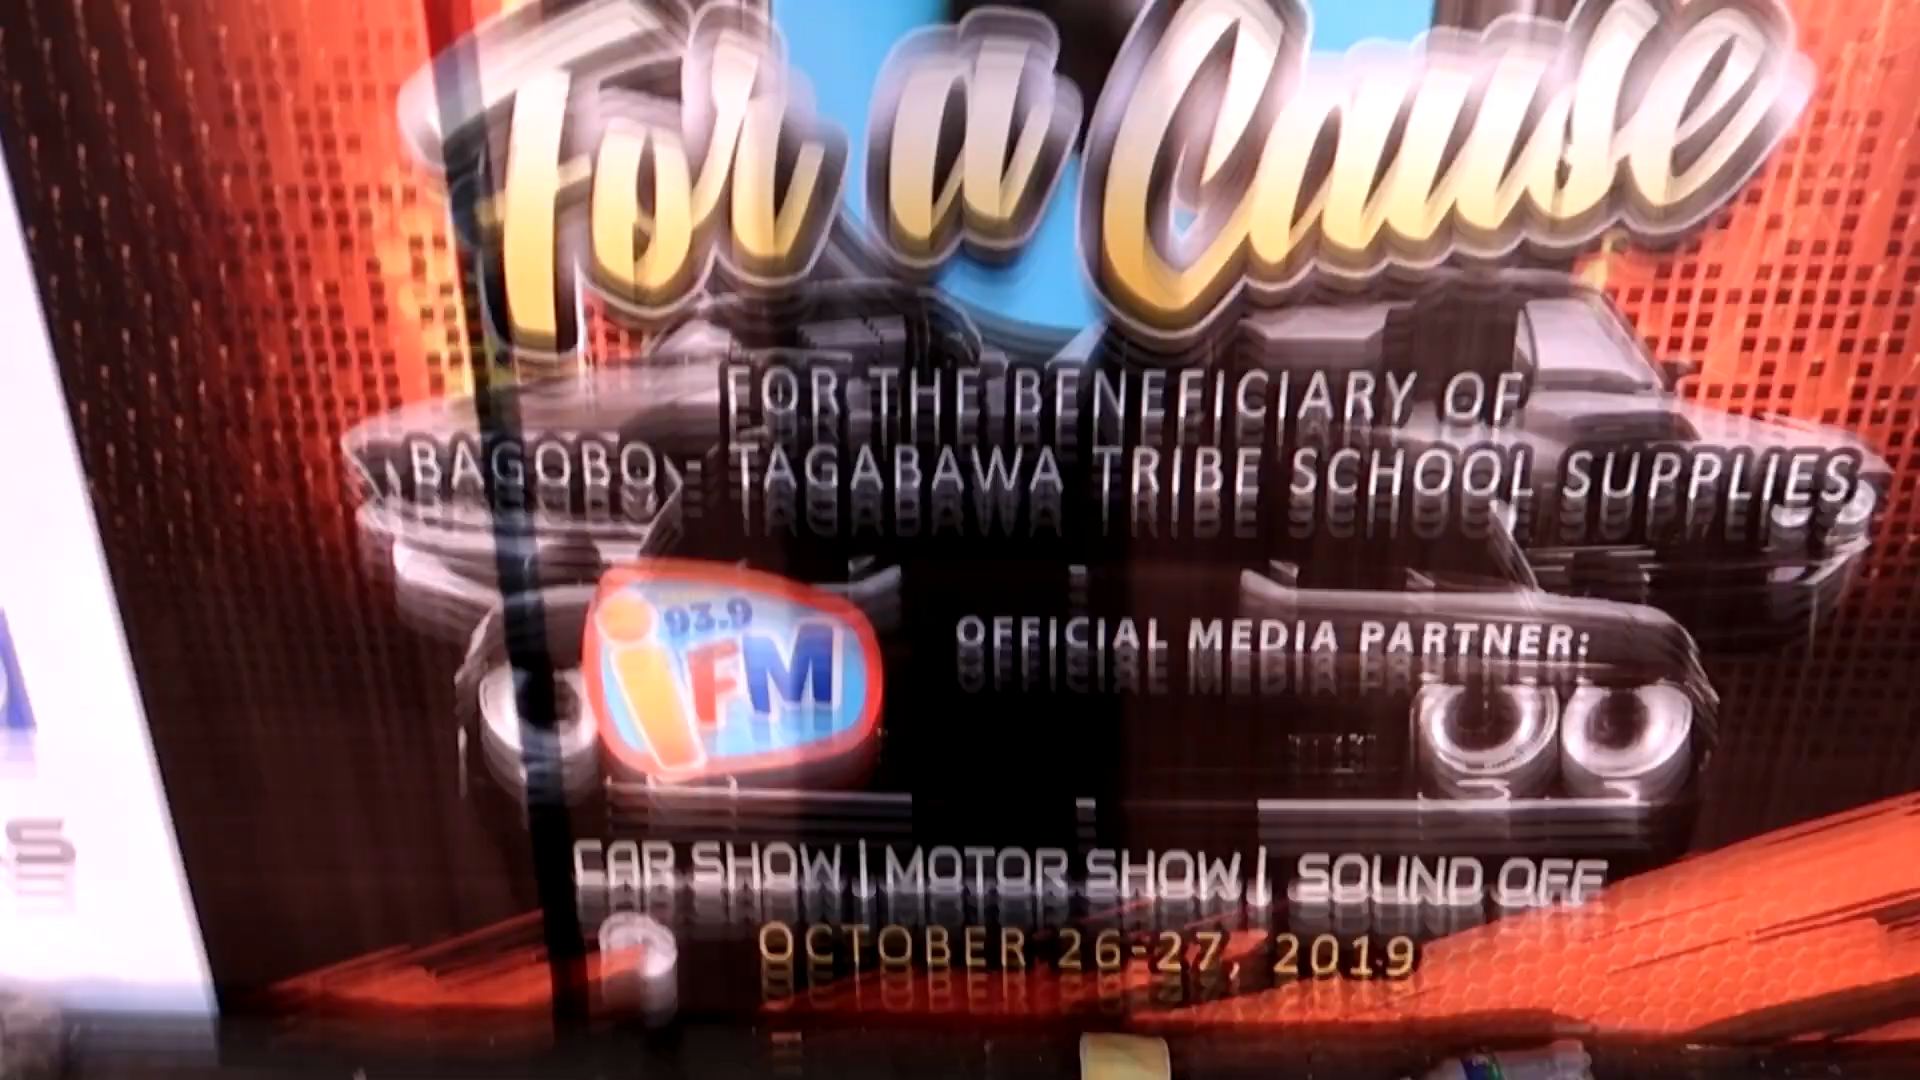 For a Cause
FOR THE BENEFICIARY OF
BAGOBO - TAGABAWA TRIBE SCHOOL SUPPLIES
93.9
iFM
OFFICIAL MEDIA PARTNER:
CAR SHOW | MOTOR SHOW | SOUND OFF
OCTOBER 26-27, 2019
S